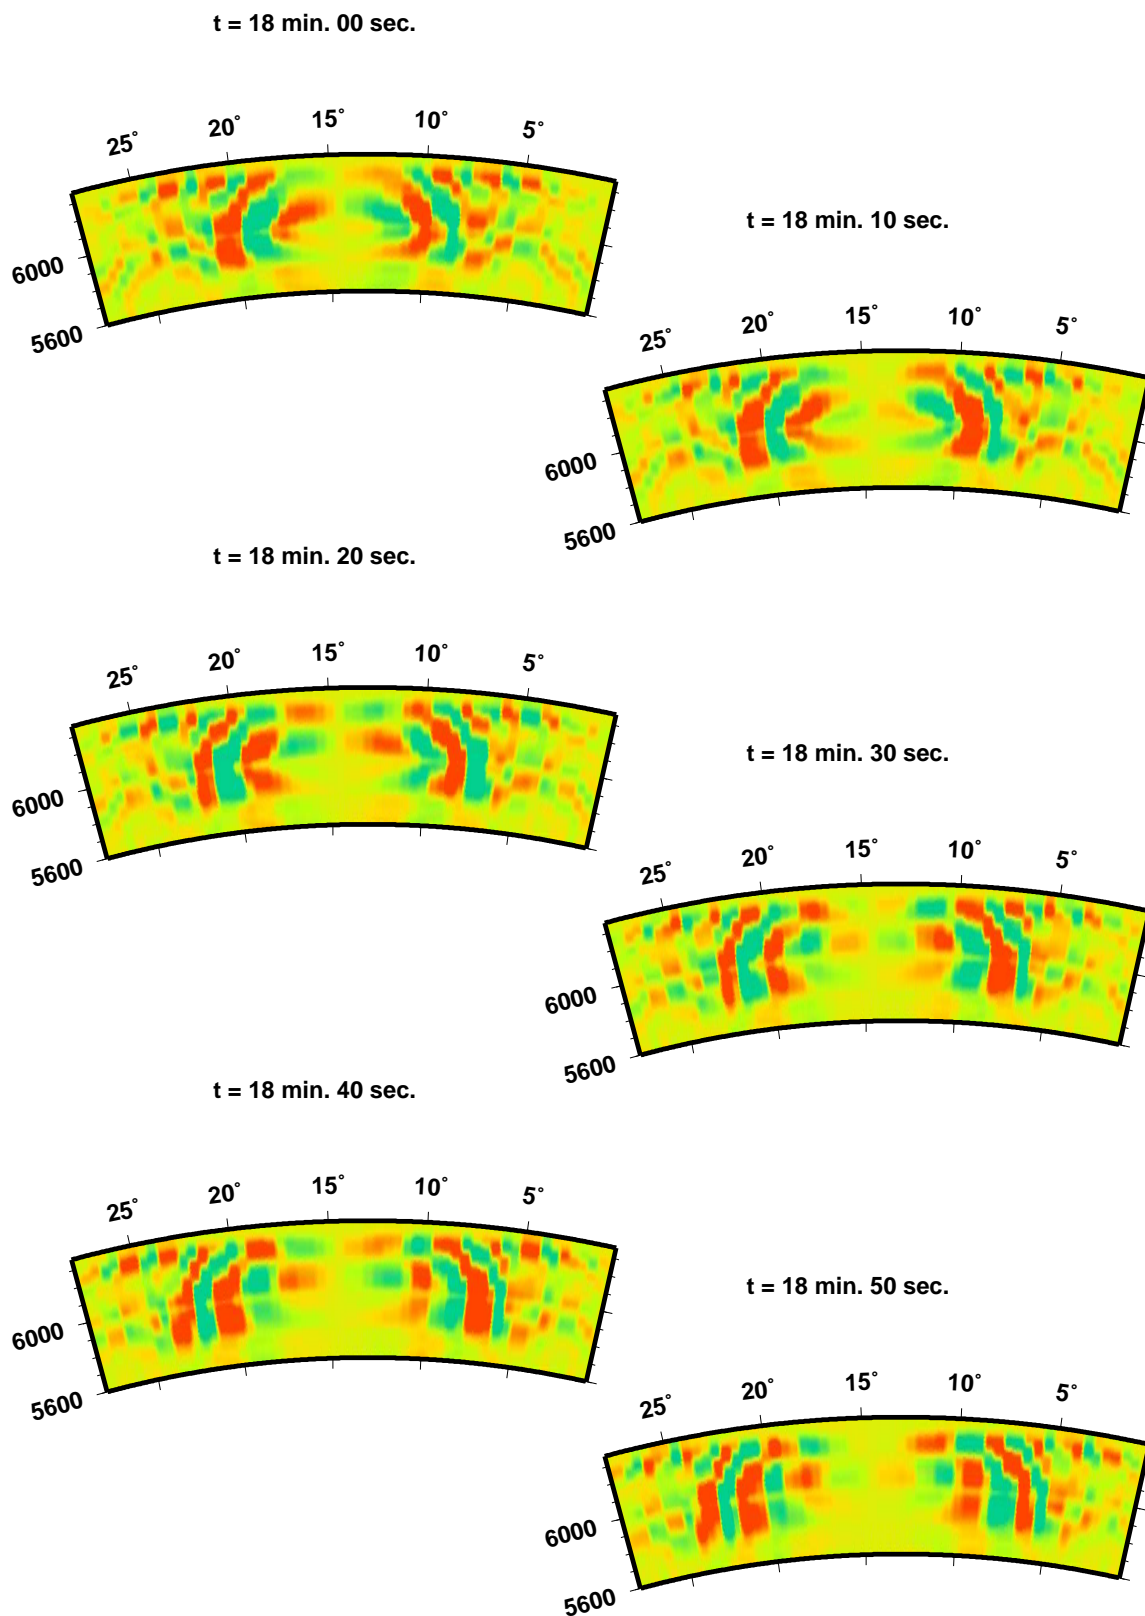 t = 18 min. 00 sec.
25° 20° 15° 10° 5°
6000
5600
t = 18 min. 10 sec.
25° 20° 15° 10° 5°
6000
5600
t = 18 min. 20 sec.
25° 20° 15° 10° 5°
6000
5600
t = 18 min. 30 sec.
25° 20° 15° 10° 5°
6000
5600
t = 18 min. 40 sec.
25° 20° 15° 10° 5°
6000
5600
t = 18 min. 50 sec.
25° 20° 15° 10° 5°
6000
5600